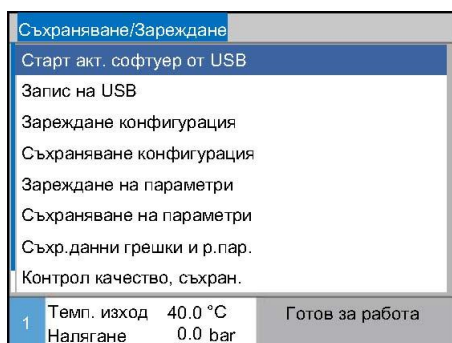 Съхраняване/Зареждане
Старт акт. софтуер от USB
Запис на USB
Зареждане конфигурация
Съхраняване конфигурация
Зареждане на параметри
Съхраняване на параметри
Съхр.данни грешки и р.пар.
Контрол качество, съхран.
1 Темп. изход 40.0 °C Готов за работа
Налягане 0.0 bar